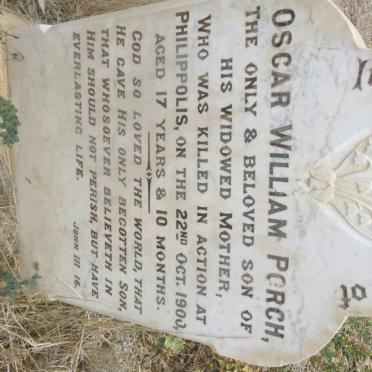 OSCAR WILLIAM PORCH,
THE ONLY & BELOVED SON OF
HIS WIDOWED MOTHER,
WHO WAS KILLED IN ACTION AT
PHILIPPOLIS, ON THE 22ND OCT. 1900,
AGED 17 YEARS & 10 MONTHS.
GOD SO LOVED THE WORLD, THAT
HE GAVE HIS ONLY BEGOTTEN SON,
THAT WHOSOEVER BELIEVETH IN
HIM SHOULD NOT PERISH, BUT HAVE
EVERLASTING LIFE.
JOHN III 16.